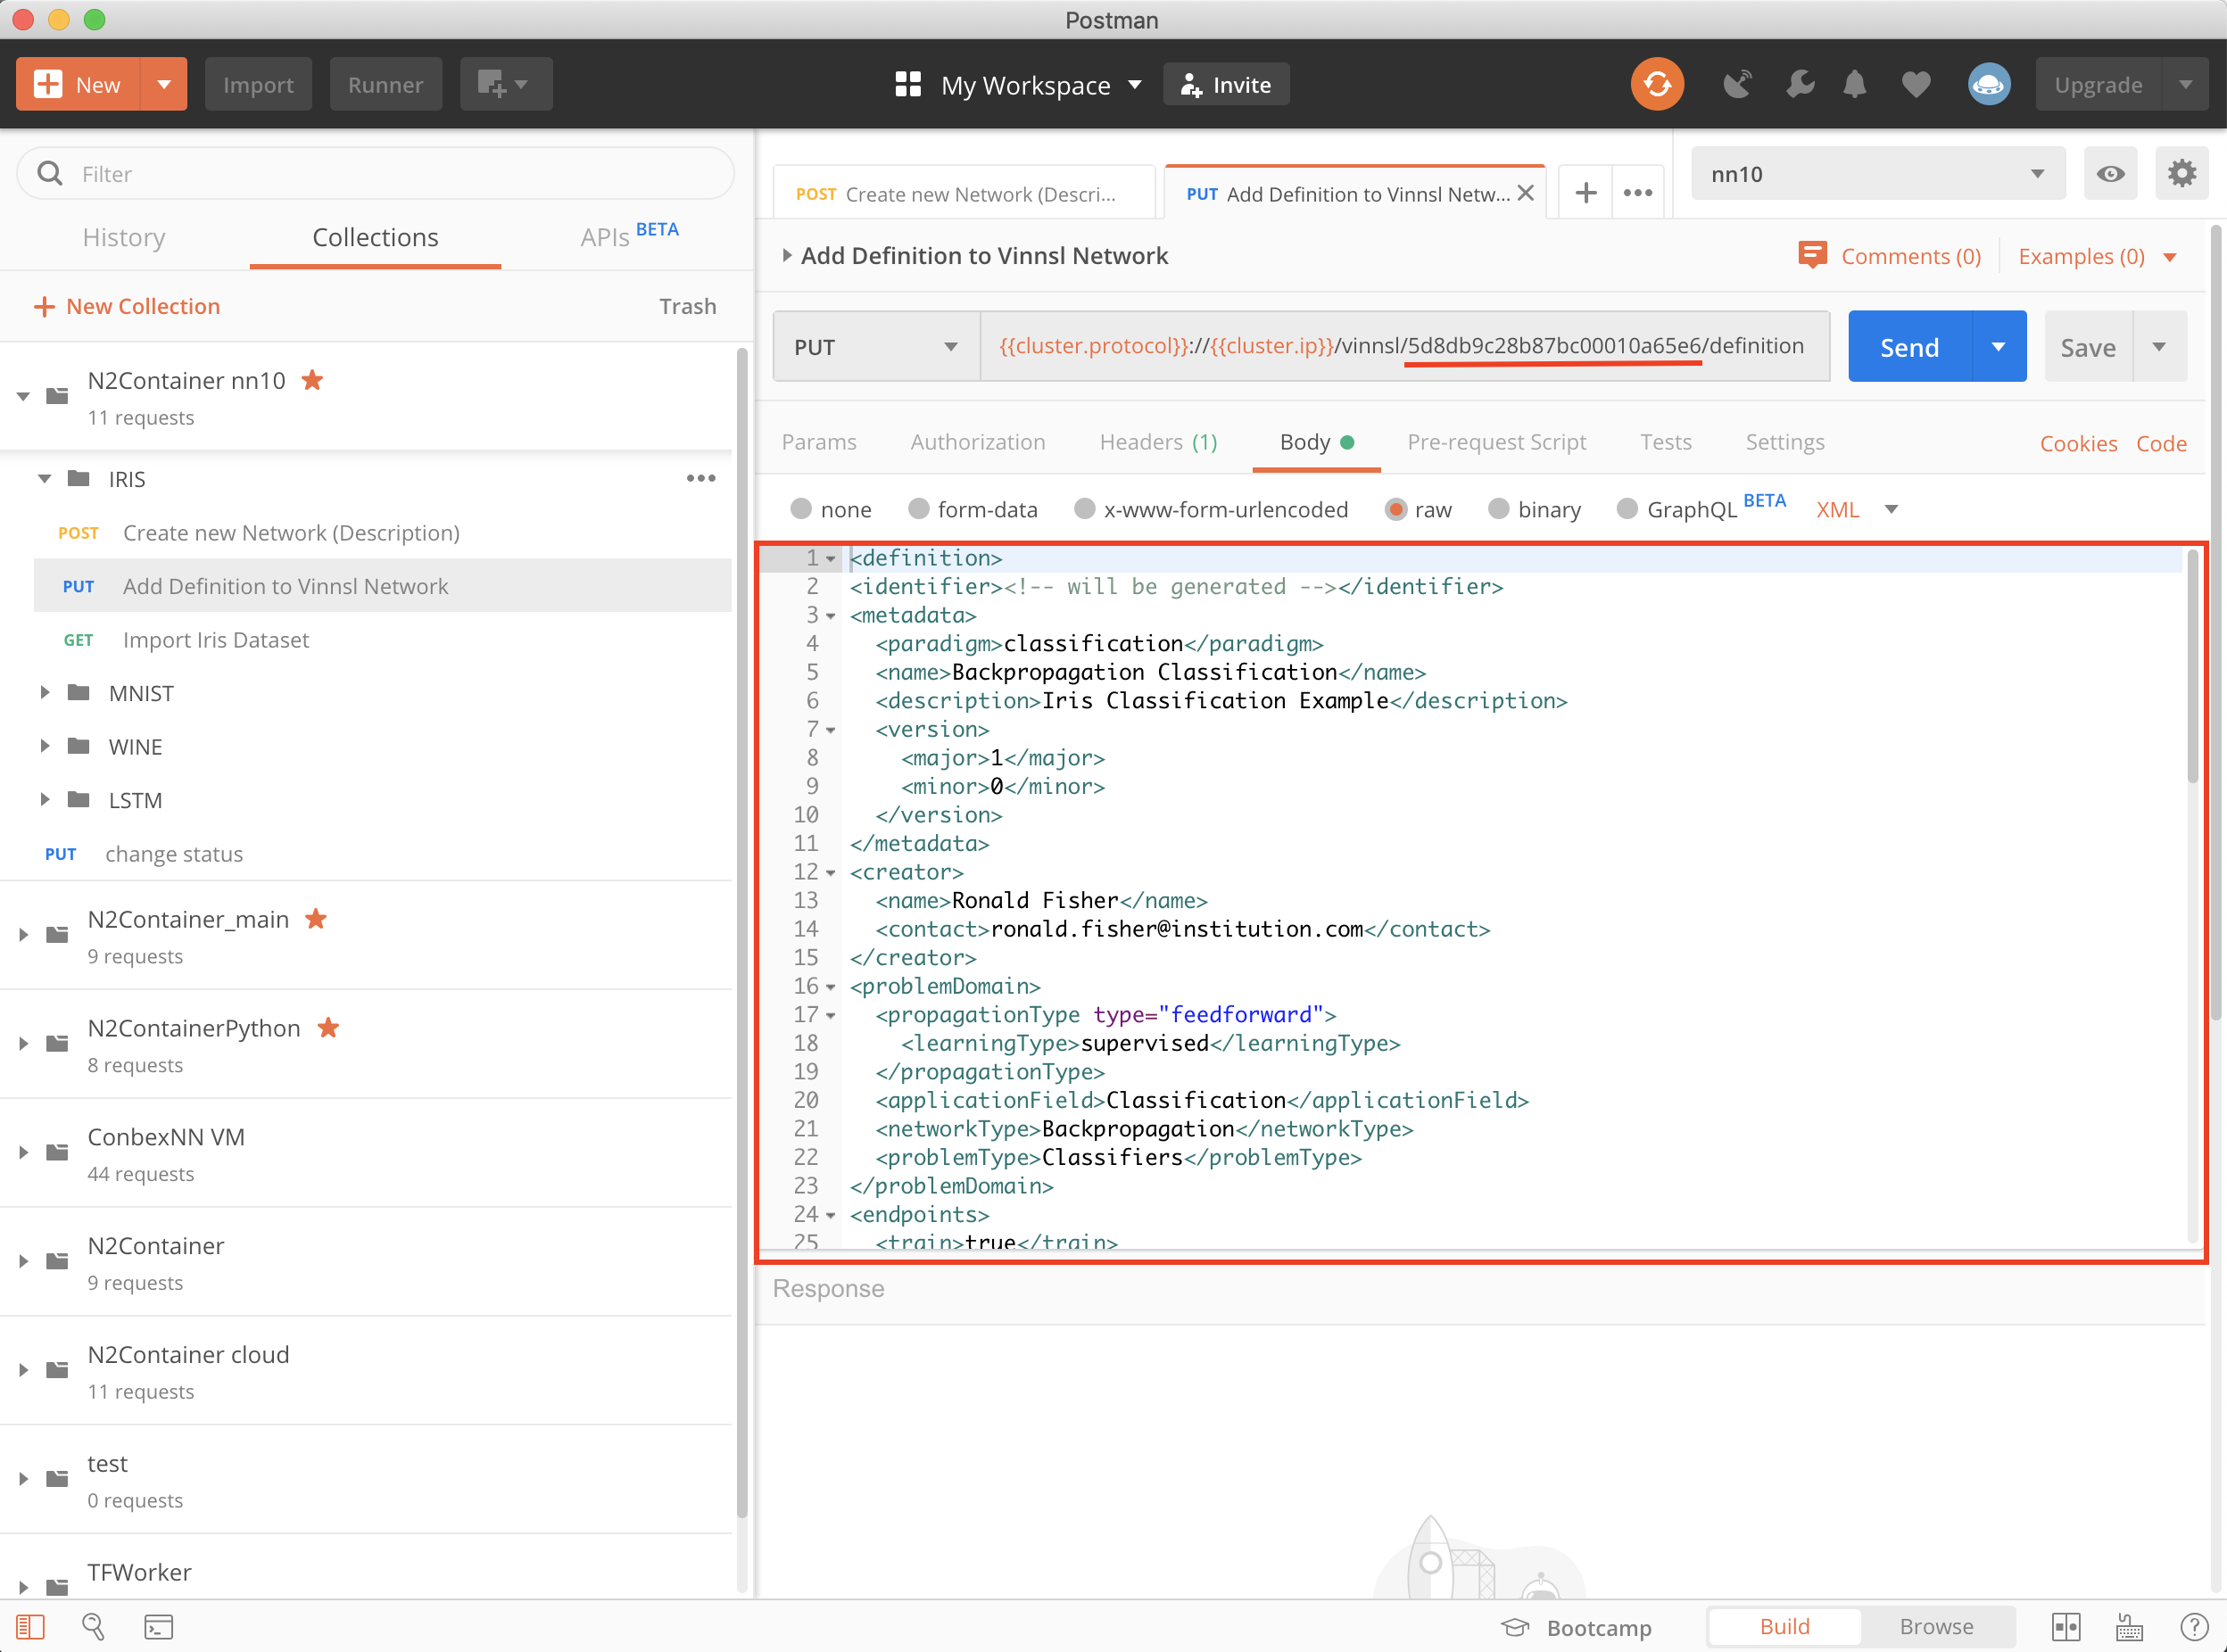 Postman
New
Import
Runner
My Workspace
Invite
Upgrade
Filter
History
Collections
APIs BETA
New Collection
Trash
N2Container nn10
11 requests
IRIS
POST Create new Network (Description)
PUT Add Definition to Vinnsl Network
GET Import Iris Dataset
MNIST
WINE
LSTM
PUT change status
N2Container_main
9 requests
N2ContainerPython
8 requests
ConbexNN VM
44 requests
N2Container
9 requests
N2Container cloud
11 requests
test
0 requests
TFWorker
POST Create new Network (Descri...
PUT Add Definition to Vinnsl Netw...
nn10
Add Definition to Vinnsl Network
Comments (0)
Examples (0)
PUT
{{cluster.protocol}}://{{cluster.ip}}/vinnsl/5d8db9c28b87bc00010a65e6/definition
Send
Save
Params
Authorization
Headers (1)
Body
Pre-request Script
Tests
Settings
Cookies
Code
none
form-data
x-www-form-urlencoded
raw
binary
GraphQL BETA
XML
1 <definition>
2 <identifier><!-- will be generated --></identifier>
3 <metadata>
4 <paradigm>classification</paradigm>
5 <name>Backpropagation Classification</name>
6 <description>Iris Classification Example</description>
7 <version>
8 <major>1</major>
9 <minor>0</minor>
10 </version>
11 </metadata>
12 <creator>
13 <name>Ronald Fisher</name>
14 <contact>ronald.fisher@institution.com</contact>
15 </creator>
16 <problemDomain>
17 <propagationType type="feedforward">
18 <learningType>supervised</learningType>
19 </propagationType>
20 <applicationField>Classification</applicationField>
21 <networkType>Backpropagation</networkType>
22 <problemType>Classifiers</problemType>
23 </problemDomain>
24 <endpoints>
25 <train>true</train>
Response
Bootcamp
Build
Browse